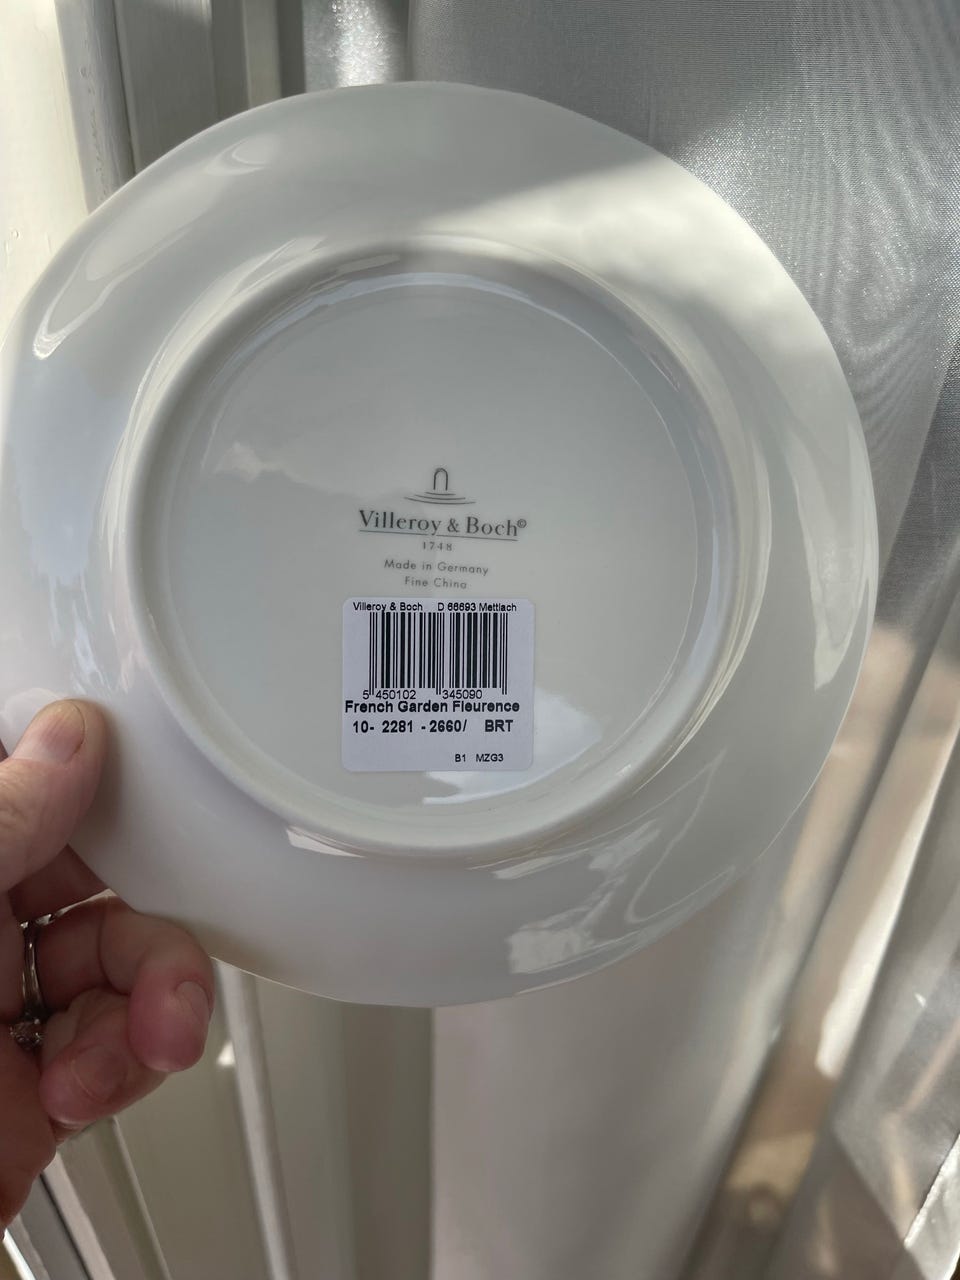 Villeroy & Boch©
1748
Made in Germany
Fine China
Villeroy & Boch D 66693 Mettlach
5 450102 345090
French Garden Fleurence
10- 2281 - 2660/ BRT
B1 MZG3